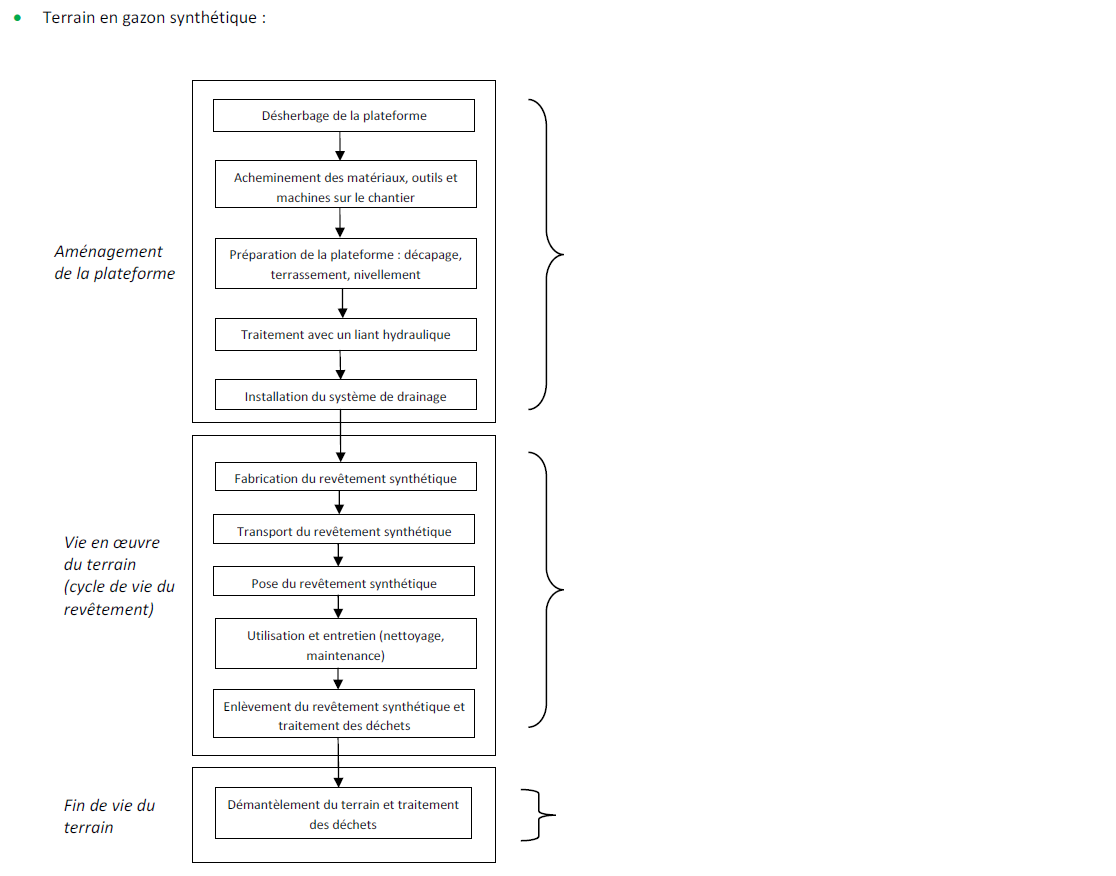 • Terrain en gazon synthétique :
Désherbage de la plateforme
Acheminement des matériaux, outils et
machines sur le chantier
Aménagement
de la plateforme
Préparation de la plateforme : décapage,
terrassement, nivellement
Traitement avec un liant hydraulique
Installation du système de drainage
Fabrication du revêtement synthétique
Transport du revêtement synthétique
Vie en œuvre
du terrain
(cycle de vie du
revêtement)
Pose du revêtement synthétique
Utilisation et entretien (nettoyage,
maintenance)
Enlèvement du revêtement synthétique et
traitement des déchets
Fin de vie du
terrain
Démantèlement du terrain et traitement
des déchets